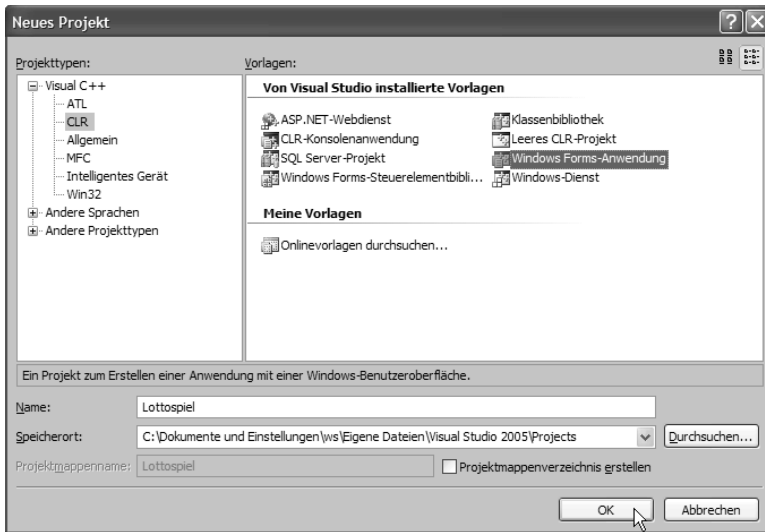 Neues Projekt
Projekttypen:
Vorlagen:
Visual C++
ATL
CLR
Allgemein
MFC
Intelligentes Gerät
Win32
Andere Sprachen
Andere Projekttypen
Von Visual Studio installierte Vorlagen
ASP.NET-Webdienst
Klassenbibliothek
CLR-Konsolenanwendung
Leeres CLR-Projekt
SQL Server-Projekt
Windows Forms-Anwendung
Windows Forms-Steuerelementbibli...
Windows-Dienst
Meine Vorlagen
Onlinevorlagen durchsuchen...
Ein Projekt zum Erstellen einer Anwendung mit einer Windows-Benutzeroberfläche.
Name:
Lottospiel
Speicherort:
C:\Dokumente und Einstellungen\ws\Eigene Dateien\Visual Studio 2005\Projects
Durchsuchen...
Projektmappenname:
Lottospiel
Projektmappenverzeichnis erstellen
OK
Abbrechen